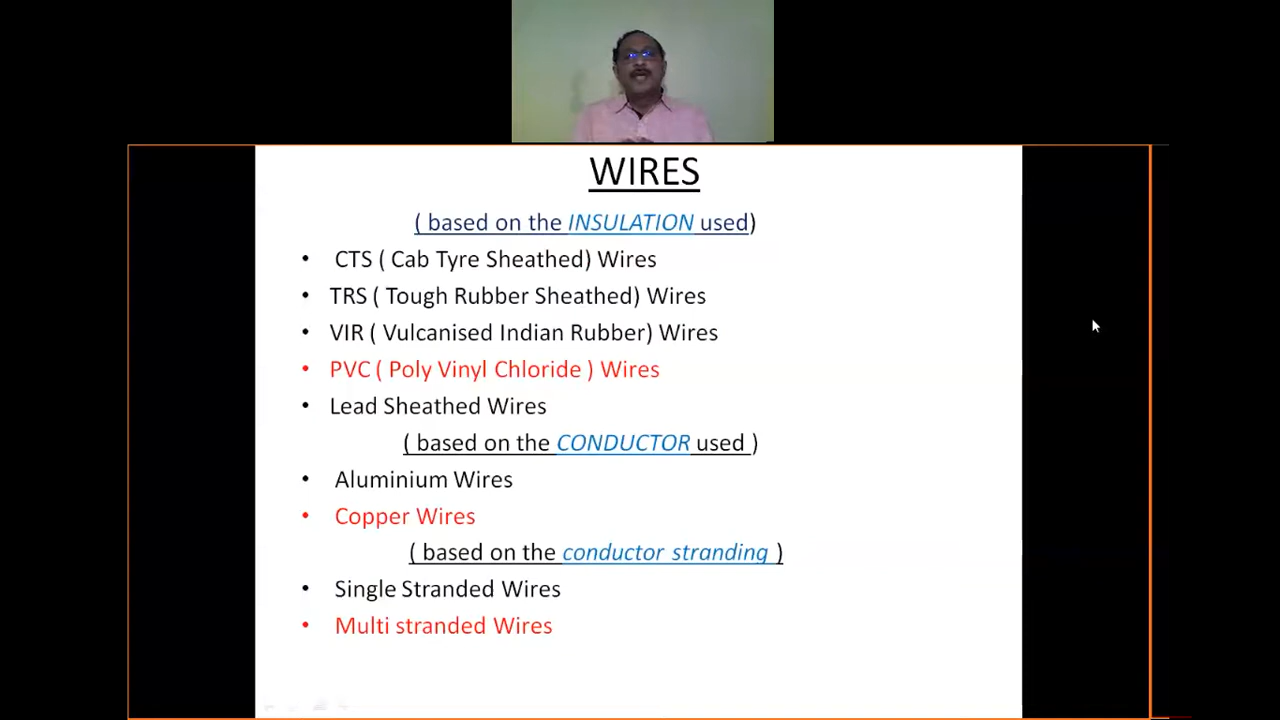 WIRES
( based on the INSULATION used)
• CTS ( Cab Tyre Sheathed) Wires
• TRS ( Tough Rubber Sheathed) Wires
• VIR ( Vulcanised Indian Rubber) Wires
• PVC ( Poly Vinyl Chloride ) Wires
• Lead Sheathed Wires
( based on the CONDUCTOR used )
• Aluminium Wires
• Copper Wires
( based on the conductor stranding )
• Single Stranded Wires
• Multi stranded Wires